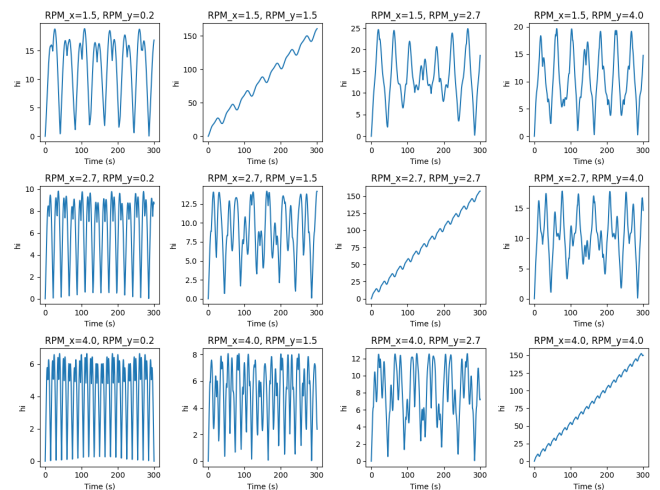 RPM_x=1.5, RPM_y=0.2 RPM_x=1.5, RPM_y=1.5 RPM_x=1.5, RPM_y=2.7 RPM_x=1.5, RPM_y=4.0
hi hi hi hi
15 10 5 0
150 100 50 0
25 20 15 10 5 0
20 15 10 5 0
0 100 200 300 0 100 200 300 0 100 200 300 0 100 200 300
Time (s) Time (s) Time (s) Time (s)
RPM_x=2.7, RPM_y=0.2 RPM_x=2.7, RPM_y=1.5 RPM_x=2.7, RPM_y=2.7 RPM_x=2.7, RPM_y=4.0
hi hi hi hi
10 8 6 4 2 0
12.5 10.0 7.5 5.0 2.5 0.0
150 125 100 75 50 25 0
15 10 5 0
0 100 200 300 0 100 200 300 0 100 200 300 0 100 200 300
Time (s) Time (s) Time (s) Time (s)
RPM_x=4.0, RPM_y=0.2 RPM_x=4.0, RPM_y=1.5 RPM_x=4.0, RPM_y=2.7 RPM_x=4.0, RPM_y=4.0
hi hi hi hi
6 4 2 0
8 6 4 2 0
12 10 8 6 4 2 0
150 125 100 75 50 25 0
0 100 200 300 0 100 200 300 0 100 200 300 0 100 200 300
Time (s) Time (s) Time (s) Time (s)